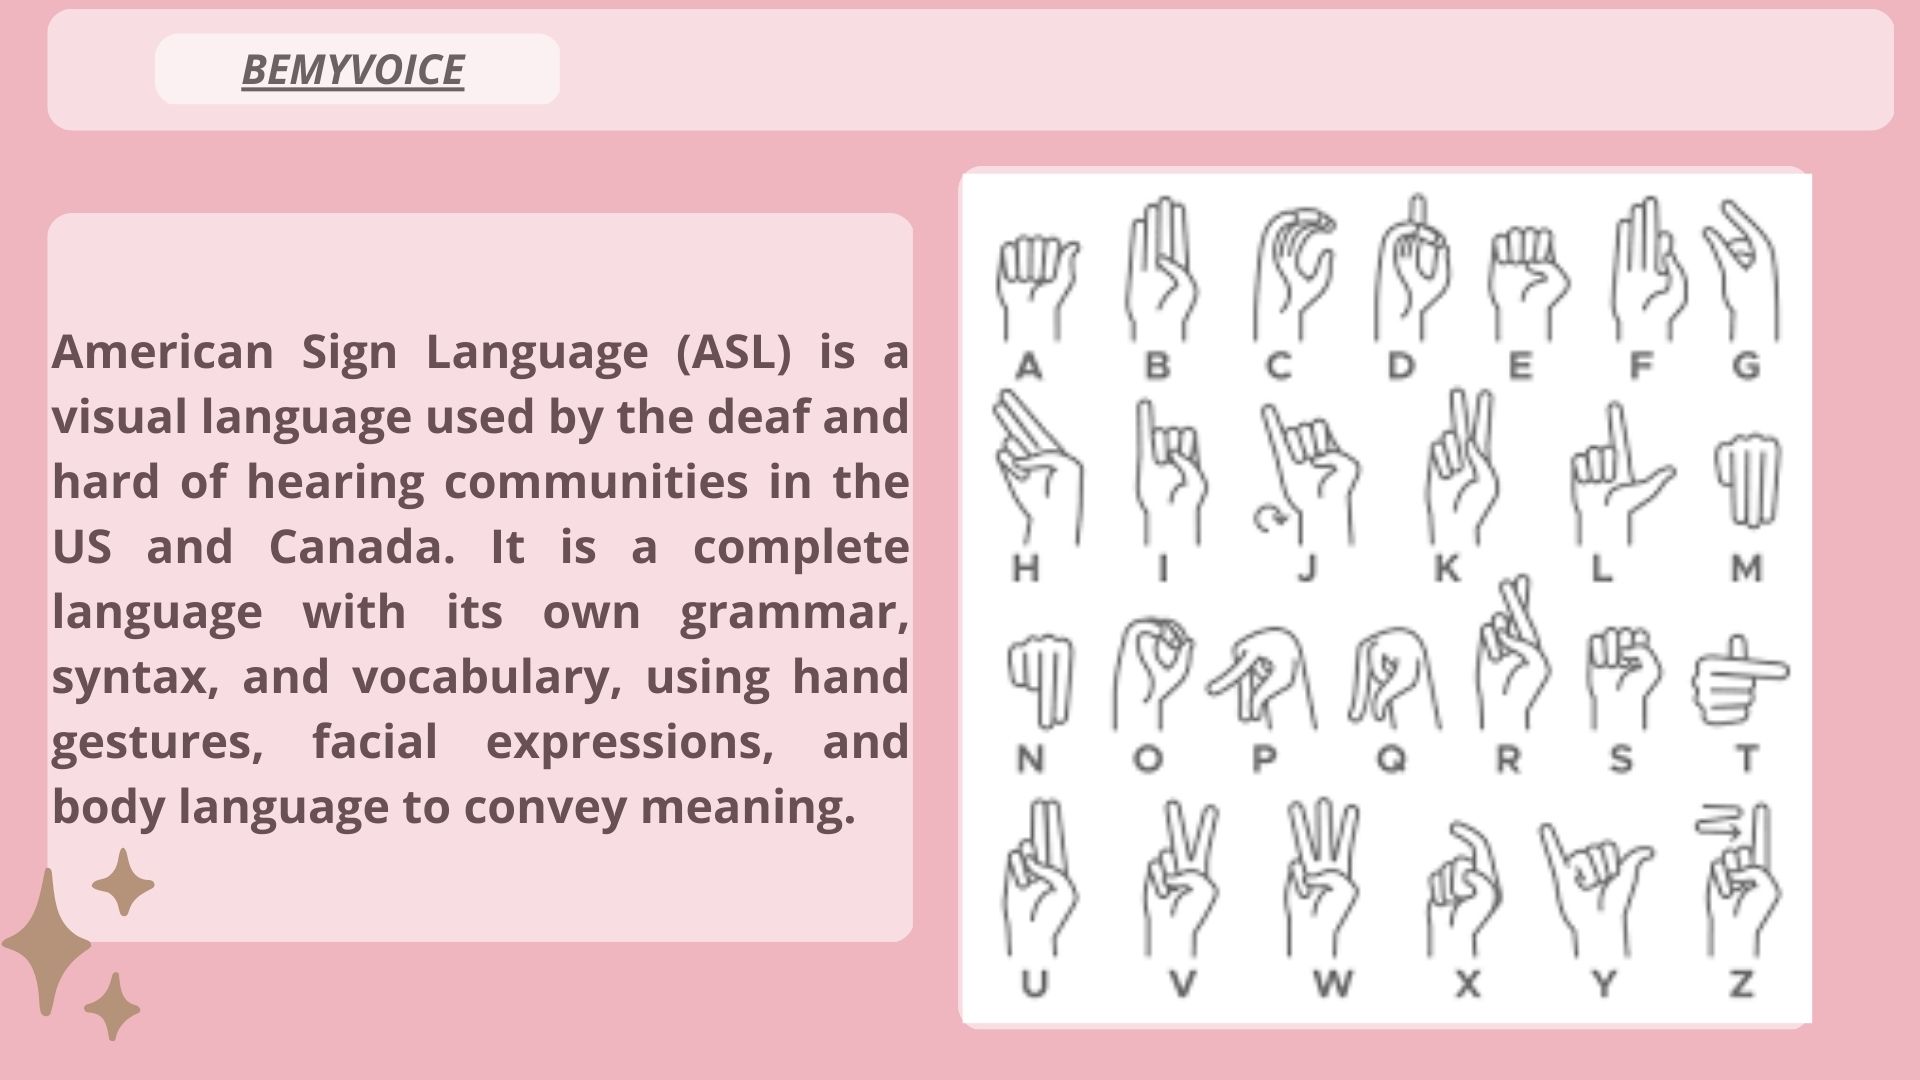 BEMYVOICE
American Sign Language (ASL) is a
visual language used by the deaf and
hard of hearing communities in the
US and Canada. It is a complete
language with its own grammar,
syntax, and vocabulary, using hand
gestures, facial expressions, and
body language to convey meaning.
A B C D E F G
H I J K L M
N O P Q R S T
U V W X Y Z